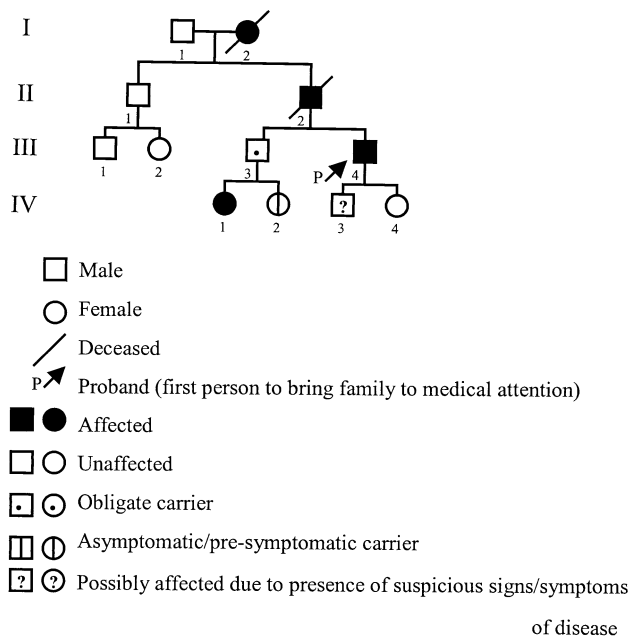 I
1 2
II
1 2
III
1 2 3 P 4
IV
1 2 ? 3 4
Male
Female
Deceased
P Proband (first person to bring family to medical attention)
Affected
Unaffected
Obligate carrier
Asymptomatic/pre-symptomatic carrier
? ? Possibly affected due to presence of suspicious signs/symptoms
of disease